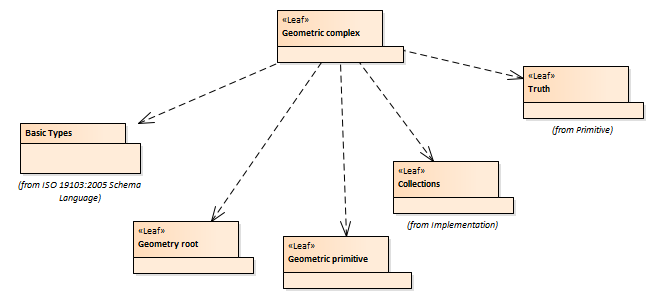 «Leaf»
Geometric complex
«Leaf»
Truth
(from Primitive)
Basic Types
(from ISO 19103:2005 Schema
Language)
«Leaf»
Collections
(from Implementation)
«Leaf»
Geometry root
«Leaf»
Geometric primitive